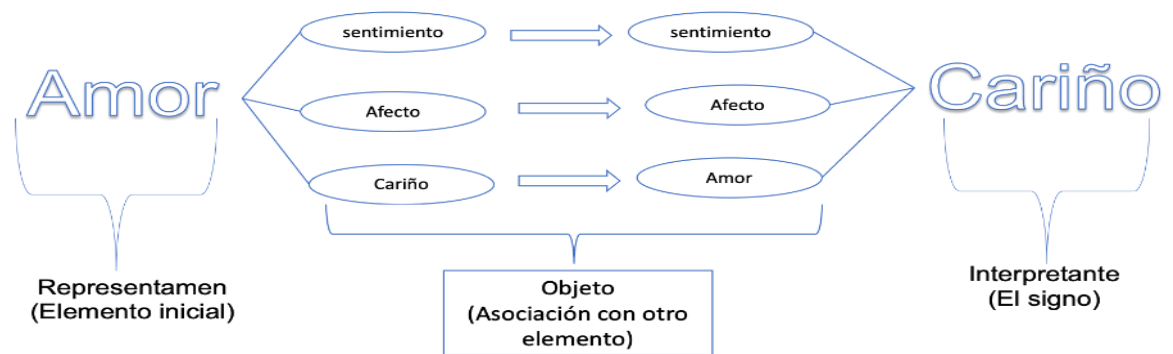 Amor
sentimiento
sentimiento
Afecto
Afecto
Cariño
Amor
Cariño
Representamen
(Elemento inicial)
Objeto
(Asociación con otro
elemento)
Interpretante
(El signo)